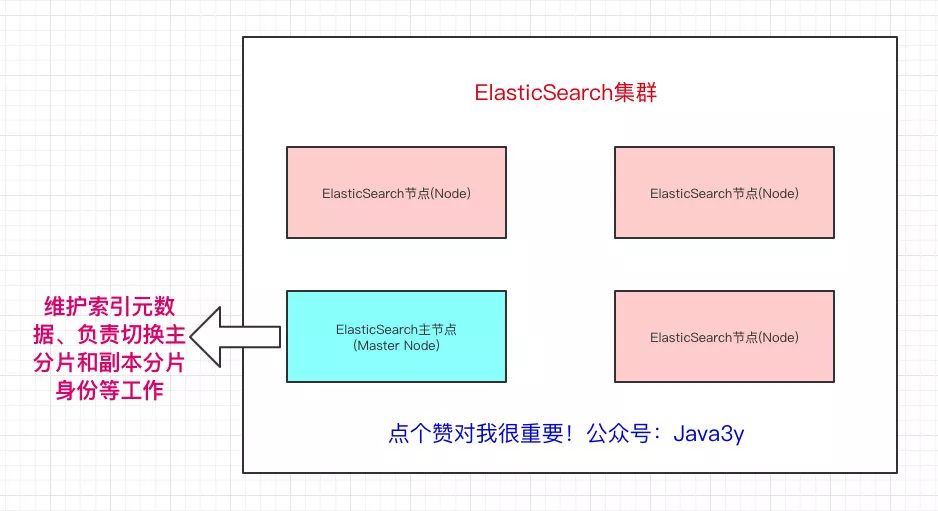 ElasticSearch集群
ElasticSearch节点(Node)
ElasticSearch节点(Node)
维护索引元数
据、负责切换主
分片和副本分片
身份等工作
ElasticSearch主节点
(Master Node)
ElasticSearch节点(Node)
点个赞对我很重要！公众号：Java3y